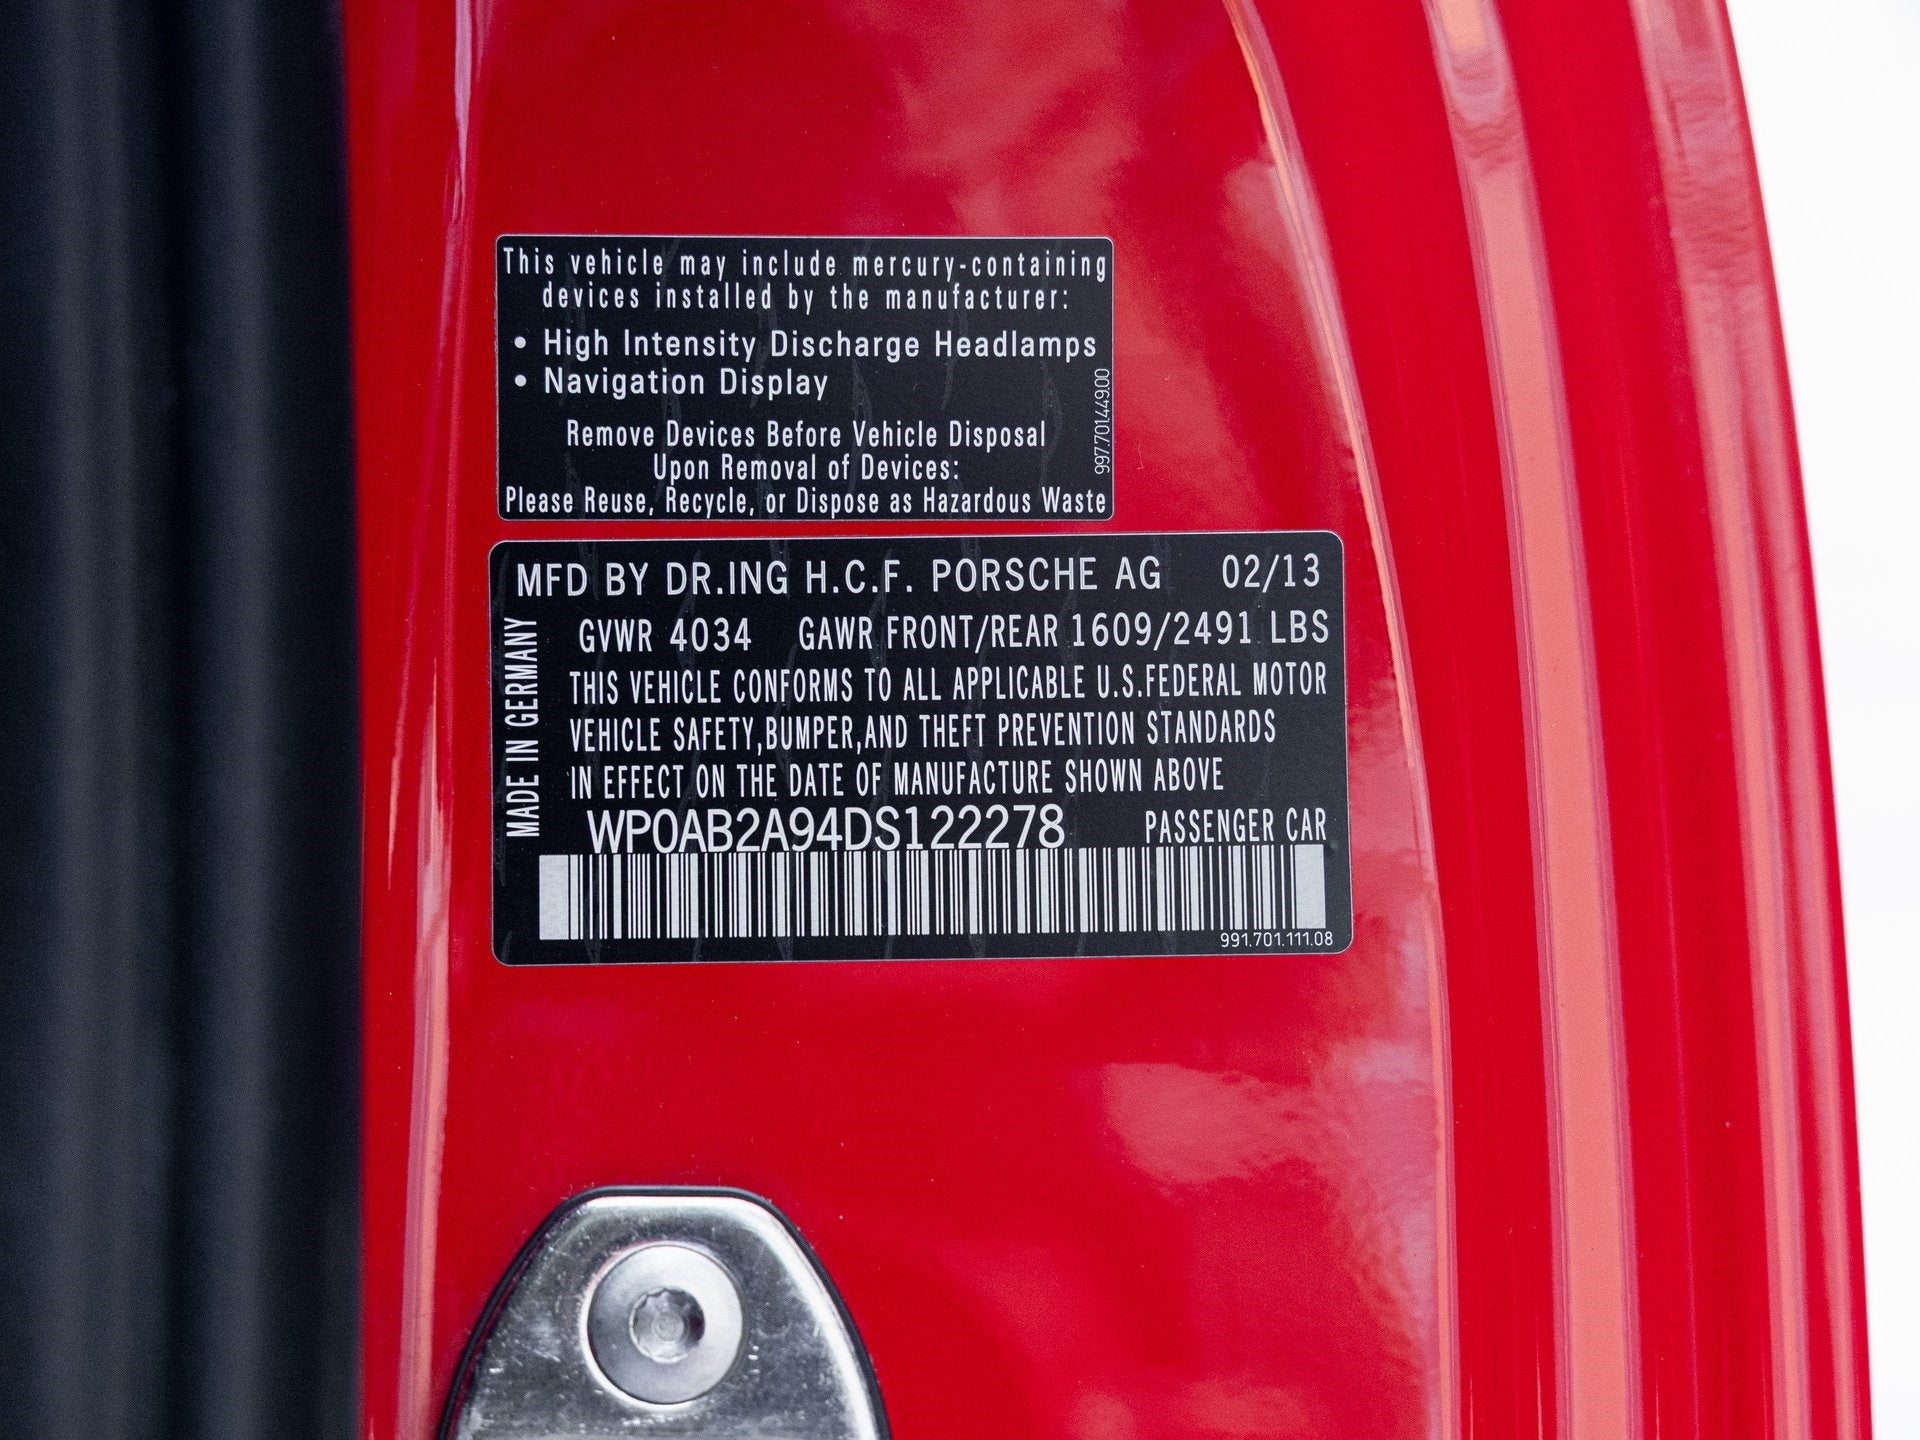 This vehicle may include mercury-containing
devices installed by the manufacturer:
• High Intensity Discharge Headlamps
• Navigation Display
Remove Devices Before Vehicle Disposal
Upon Removal of Devices:
Please Reuse, Recycle, or Dispose as Hazardous Waste
997.701.449.00
MFD BY DR.ING H.C.F. PORSCHE AG 02/13
GVWR 4034 GAWR FRONT/REAR 1609/2491 LBS
THIS VEHICLE CONFORMS TO ALL APPLICABLE U.S.FEDERAL MOTOR
VEHICLE SAFETY,BUMPER,AND THEFT PREVENTION STANDARDS
IN EFFECT ON THE DATE OF MANUFACTURE SHOWN ABOVE
WP0AB2A94DS122278 PASSENGER CAR
MADE IN GERMANY
991.701.111.08